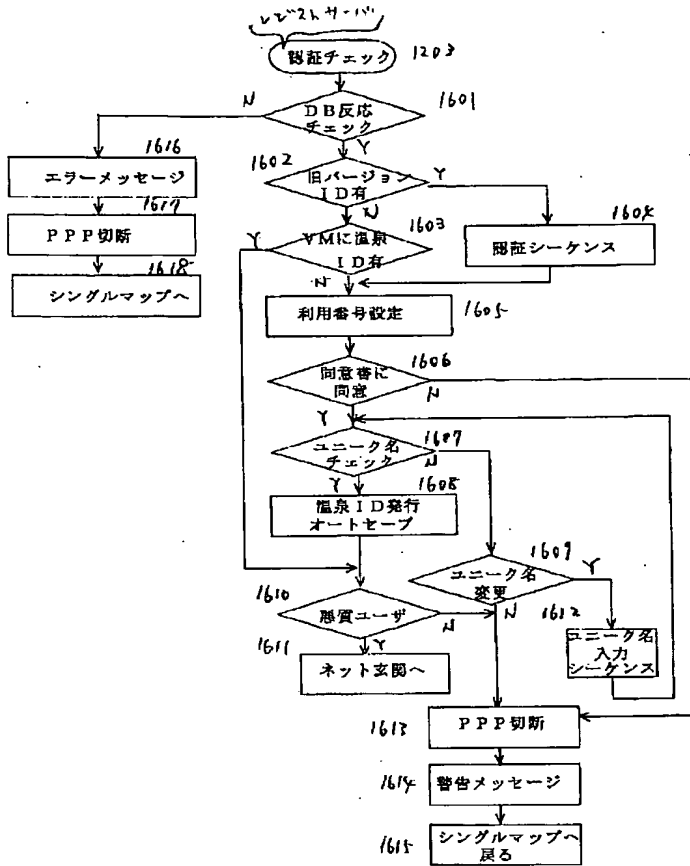 レジストサーバ
認証チェック
1203
N
DB反応
チェック
1601
Y
1616
エラーメッセージ
1617
PPP切断
1618
シングルマップへ
1602
旧バージョン
ID有
Y
N
1603
1604
認証シーケンス
Y
VMに温泉
ID有
N
利用番号設定
1605
1606
同意書に
同意
N
Y
1607
ユニーク名
チェック
N
Y
1608
温泉ID発行
オートセーブ
1609
ユニーク名
変更
Y
N
1610
悪質ユーザ
N
Y
1611
ネット玄関へ
1612
ユニーク名
入力
シーケンス
1613
PPP切断
1614
警告メッセージ
1615
シングルマップへ
戻る